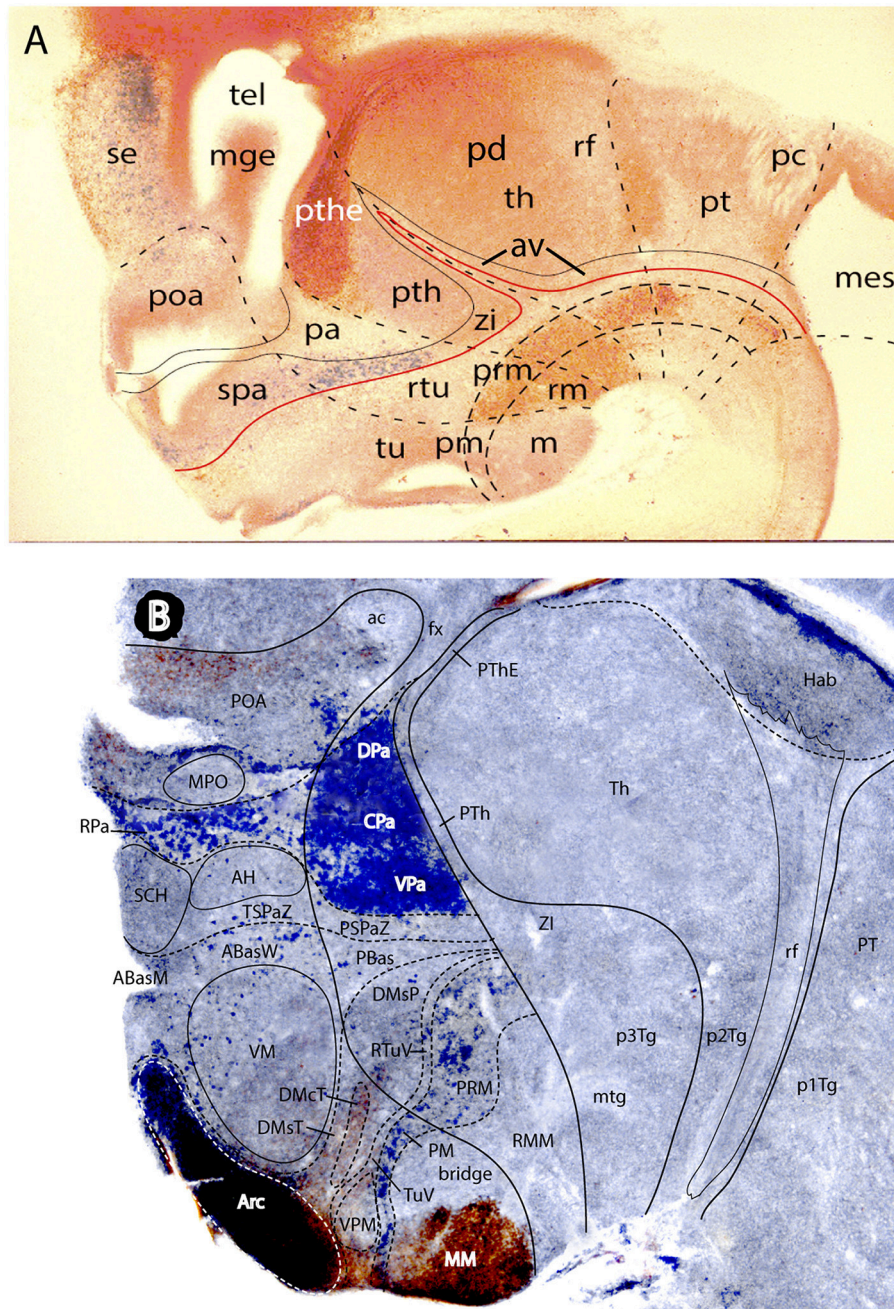 A
tel
se
mge
pd
rf
pc
pthe
th
pt
av
mes
poa
pth
pa
zi
prm
spa
rtu
rm
tu
pm
m
B
ac
fx
PThE
POA
Hab
DPa
MPO
Th
CPa
PTh
RPa
VPa
SCH
AH
TSPaZ
PSPaZ
ZI
ABasW
PBas
PT
ABasM
rf
DMsP
VM
RTuV
p3Tg
p2Tg
PRM
p1Tg
DMcT
mtg
DMsT
RMM
PM
bridge
TuV
Arc
VPM
MM